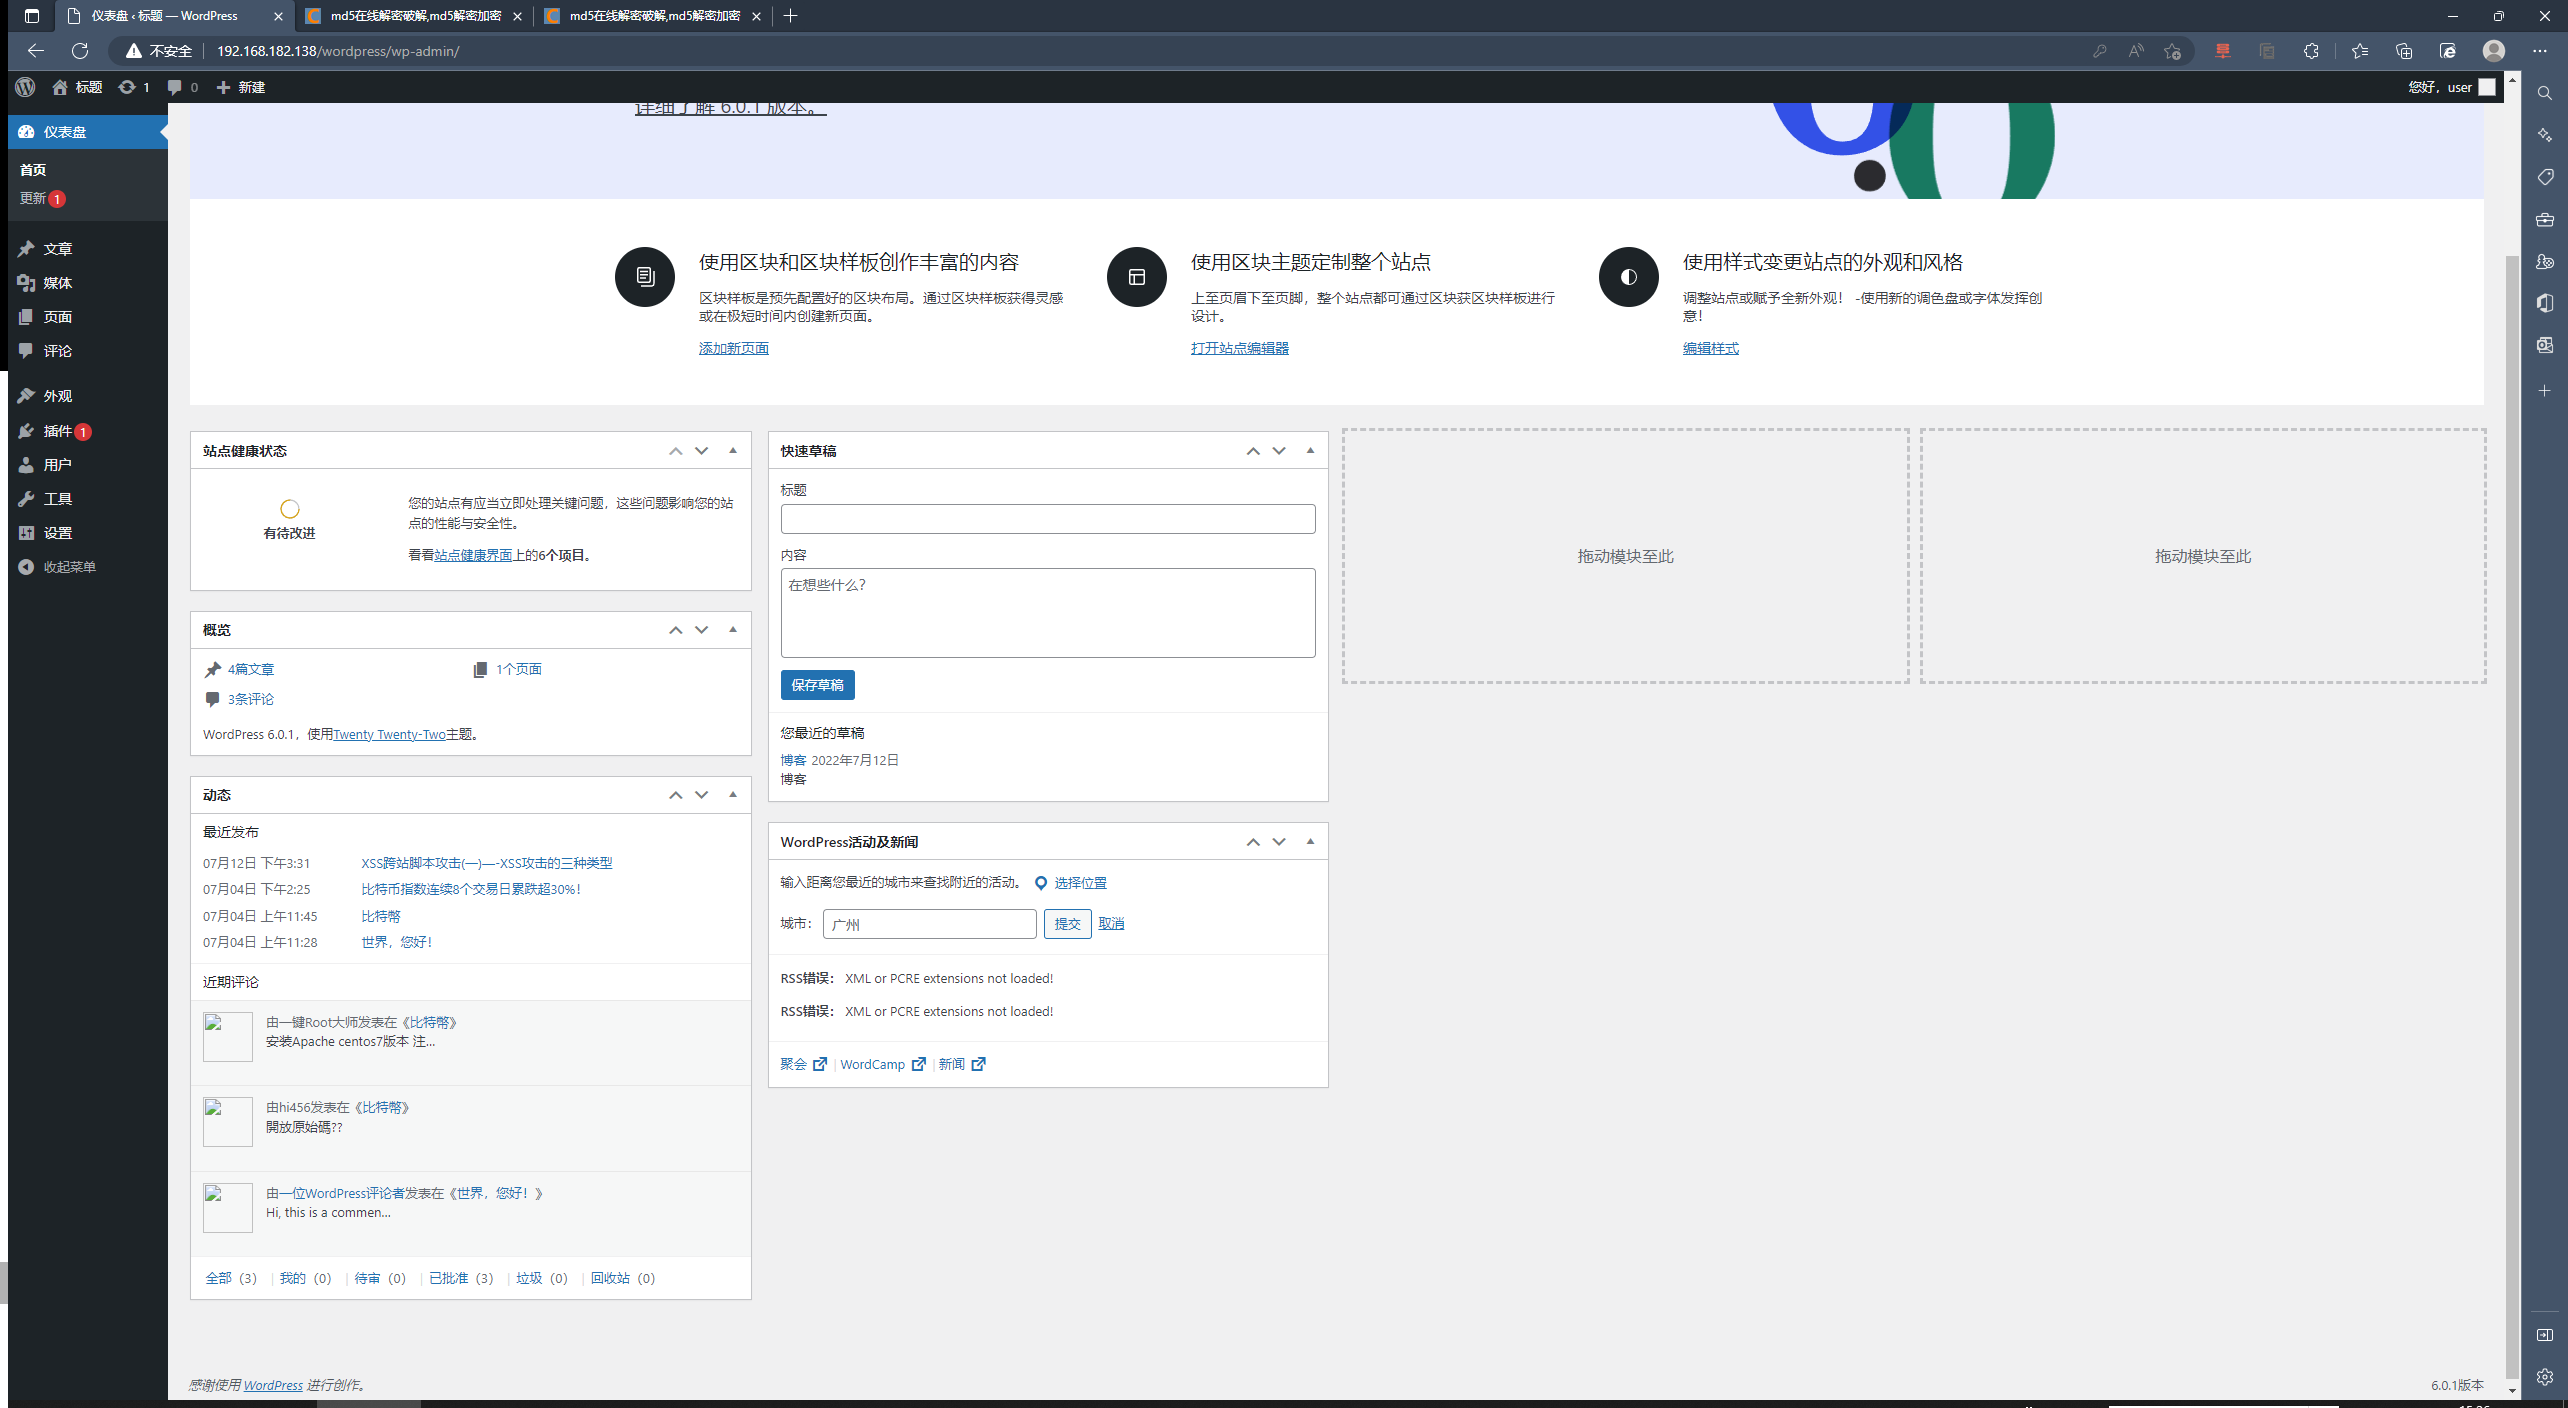 仪表盘 ‹ 标题 — WordPress
md5在线解密破解,md5解密加密
md5在线解密破解,md5解密加密
不安全
192.168.182.138/wordpress/wp-admin/
标题
1
0
新建
您好，user
仪表盘
首页
更新 1
文章
媒体
页面
评论
外观
插件 1
用户
工具
设置
收起菜单
详细了解 6.0.1 版本。
使用区块和区块样板创作丰富的内容
区块样板是预先配置好的区块布局。通过区块样板获得灵感
或在极短时间内创建新页面。
添加新页面
使用区块主题定制整个站点
上至页眉下至页脚，整个站点都可通过区块获区块样板进行
设计。
打开站点编辑器
使用样式变更站点的外观和风格
调整站点或赋予全新外观！ -使用新的调色盘或字体发挥创
意！
编辑样式
站点健康状态
有待改进
您的站点有应当立即处理关键问题，这些问题影响您的站
点的性能与安全性。
看看站点健康界面上的6个项目。
概览
4篇文章
1个页面
3条评论
WordPress 6.0.1，使用Twenty Twenty-Two主题。
动态
最近发布
07月12日 下午3:31 XSS跨站脚本攻击(一)—-XSS攻击的三种类型
07月04日 下午2:25 比特币指数连续8个交易日累跌超30%！
07月04日 上午11:45 比特幣
07月04日 上午11:28 世界，您好！
近期评论
由一键Root大师发表在《比特幣》
安装Apache centos7版本 注...
由hi456发表在《比特幣》
開放原始碼??
由一位WordPress评论者发表在《世界，您好！》
Hi, this is a commen...
全部（3） | 我的（0） | 待审（0） | 已批准（3） | 垃圾（0） | 回收站（0）
快速草稿
标题
内容
在想些什么？
保存草稿
您最近的草稿
博客 2022年7月12日
博客
WordPress活动及新闻
输入距离您最近的城市来查找附近的活动。 选择位置
城市： 广州 提交 取消
RSS错误： XML or PCRE extensions not loaded!
RSS错误： XML or PCRE extensions not loaded!
聚会 | WordCamp | 新闻
拖动模块至此
拖动模块至此
感谢使用 WordPress 进行创作。
6.0.1版本